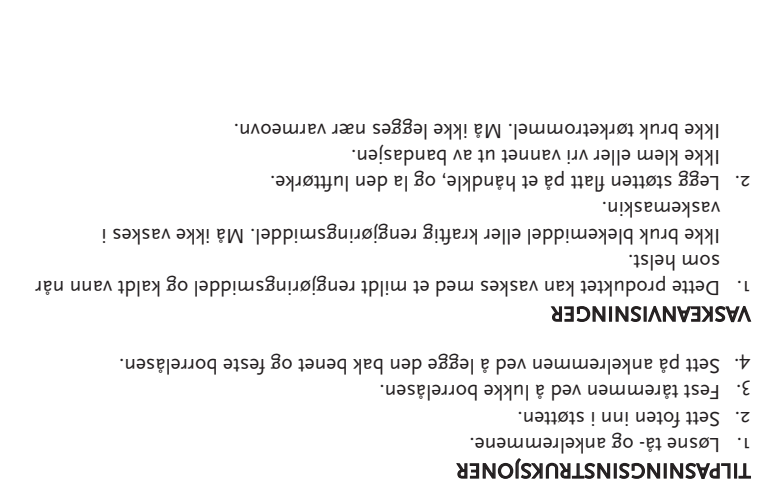 TILPASNINGSINSTRUKSJONER
1. Løsne tå- og ankelremmene.
2. Sett foten inn i støtten.
3. Fest tåremmen ved å lukke borrelåsen.
4. Sett på ankelremmen ved å legge den bak benet og feste borrelåsen.
VASKEANVISNINGER
1. Dette produktet kan vaskes med et mildt rengjøringsmiddel og kaldt vann når
som helst.
Ikke bruk blekemiddel eller kraftig rengjøringsmiddel. Må ikke vaskes i
vaskemaskin.
2. Legg støtten flatt på et håndkle, og la den lufttørke.
Ikke klem eller vri vannet ut av bandasjen.
Ikke bruk tørketrommel. Må ikke legges nær varmeovn.